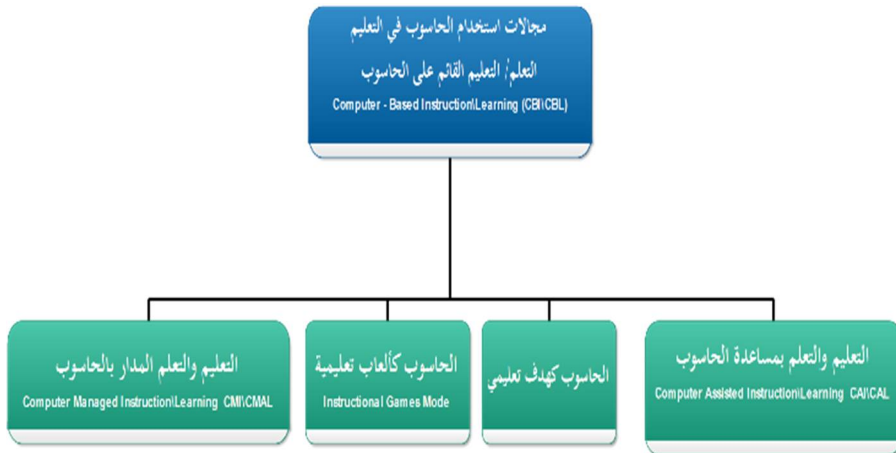 مجالات استخدام الحاسوب في التعليم
التعلم/ التعليم القائم على الحاسوب
Computer - Based Instruction\Learning (CBI\CBL)
التعليم والتعلم بمساعدة الحاسوب
Computer Assisted Instruction\Learning CAI\CAL
الحاسوب كهدف تعليمي
الحاسوب كألعاب تعليمية
Instructional Games Mode
التعليم والتعلم المدار بالحاسوب
Computer Managed Instruction\Learning CMI\CMAL